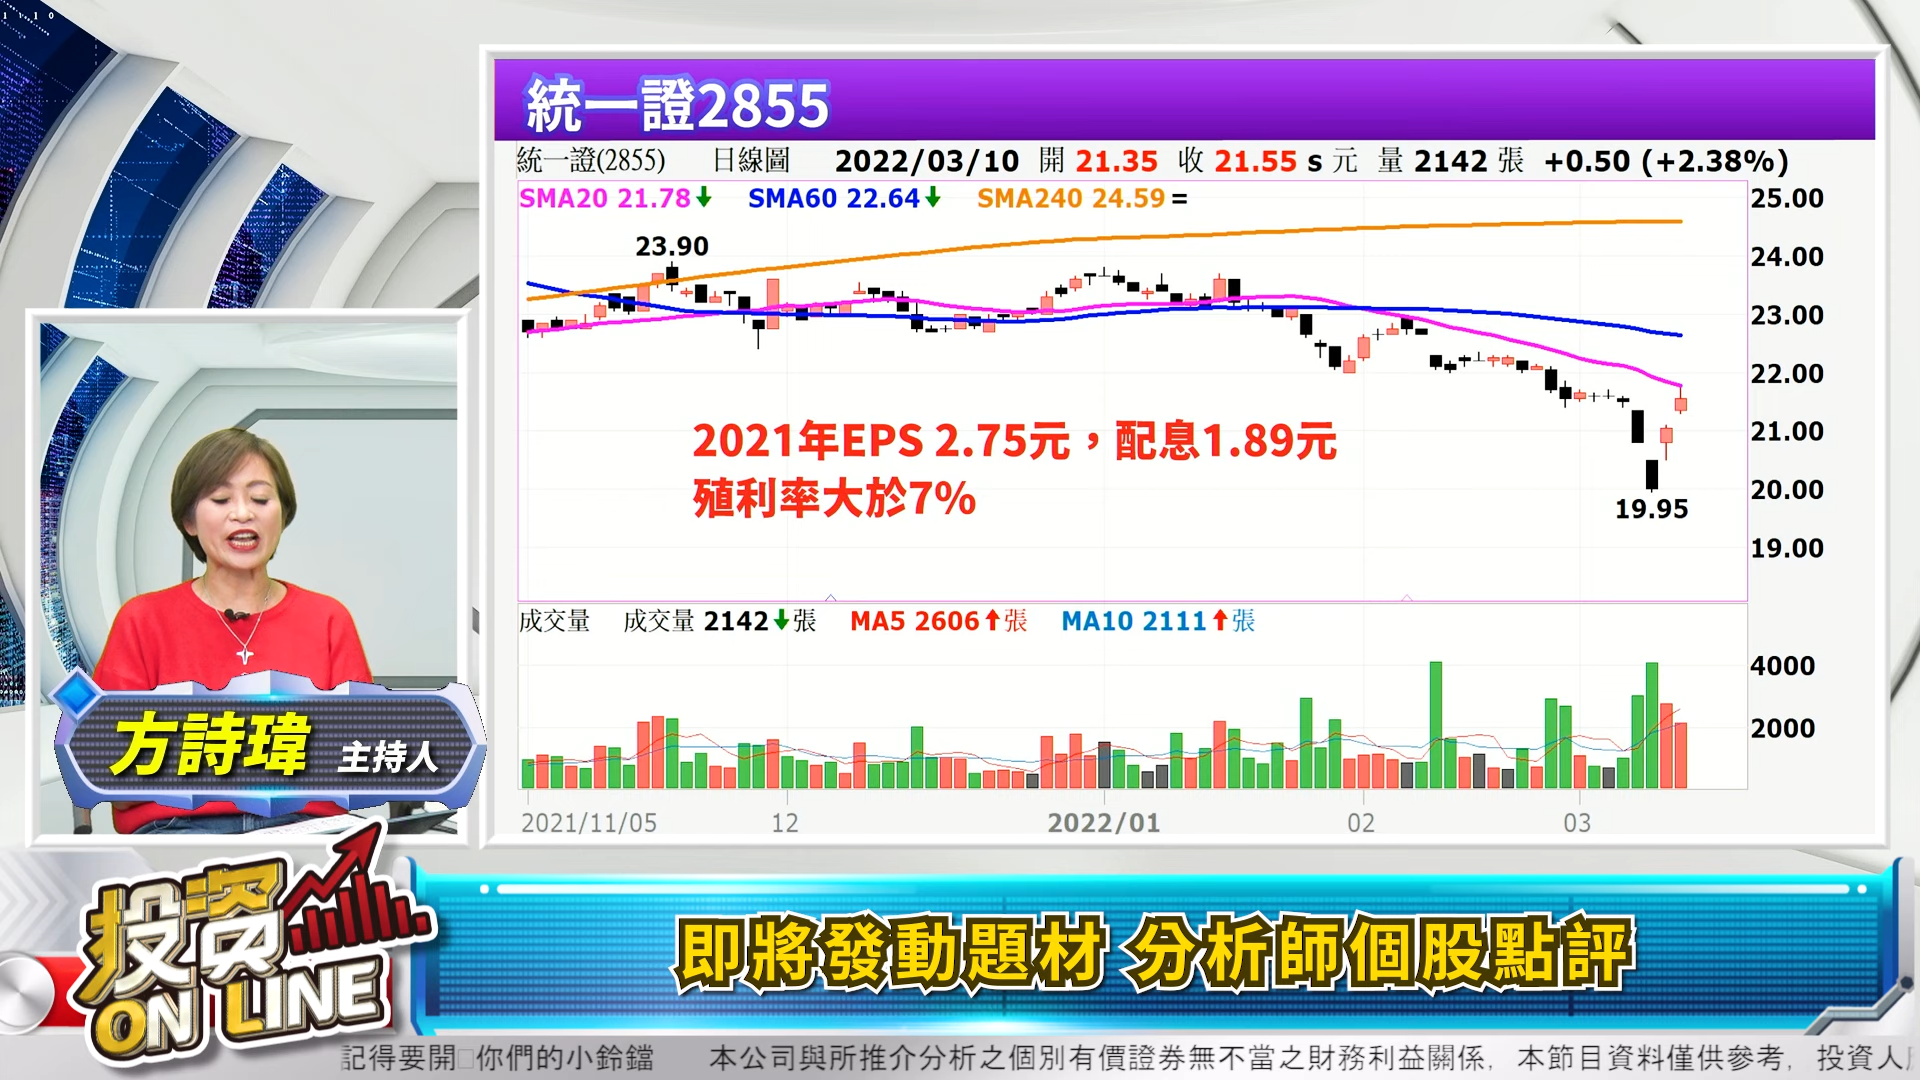 統一證2855
統一證(2855) 日線圖 2022/03/10 開 21.35 收 21.55 s 元 量 2142 張 +0.50 (+2.38%)
SMA20 21.78↓ SMA60 22.64↓ SMA240 24.59=
25.00
24.00
23.00
22.00
21.00
20.00
19.00
23.90
19.95
2021年EPS 2.75元，配息1.89元
殖利率大於7%
成交量 成交量 2142↓張 MA5 2606↑張 MA10 2111↑張
4000
2000
2021/11/05 12 2022/01 02 03
方詩瑋 主持人
投資
ON LINE
即將發動題材 分析師個股點評
記得要開□你們的小鈴鐺 本公司與所推介分析之個別有價證券無不當之財務利益關係, 本節目資料僅供參考, 投資人